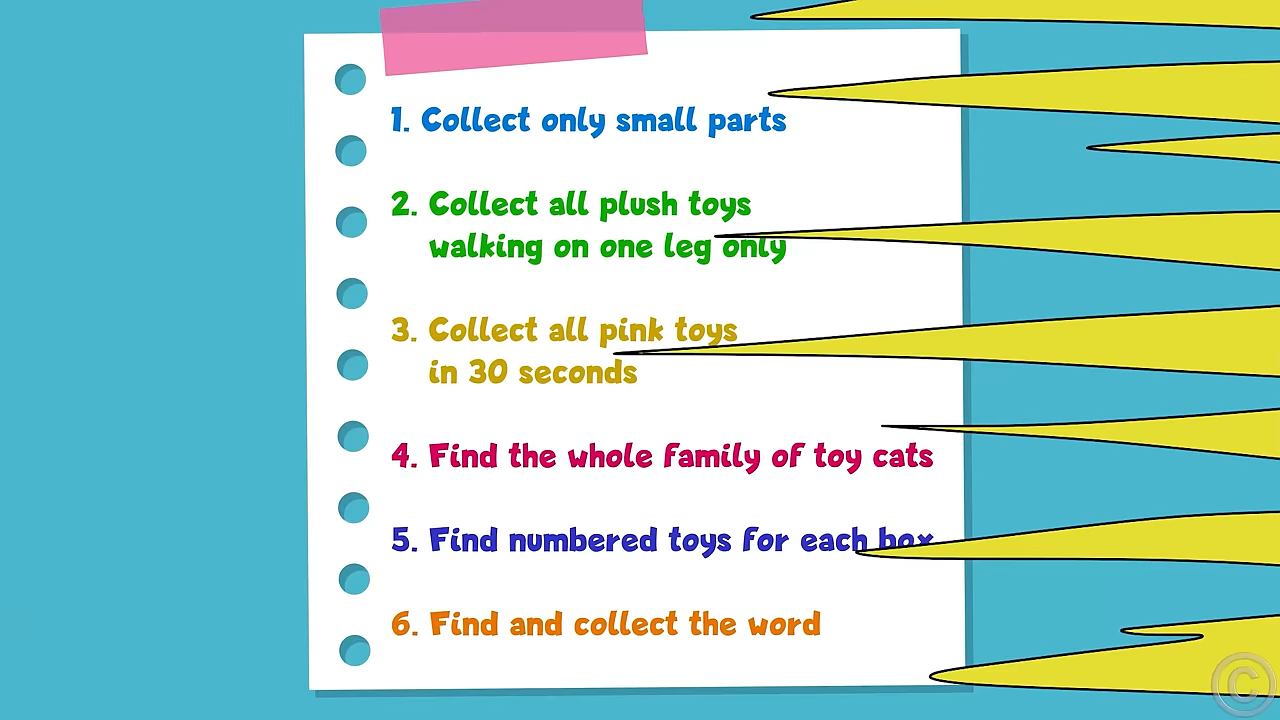 1. Collect only small parts
2. Collect all plush toys
walking on one leg only
3. Collect all pink toys
in 30 seconds
4. Find the whole family of toy cats
5. Find numbered toys for each box
6. Find and collect the word
©